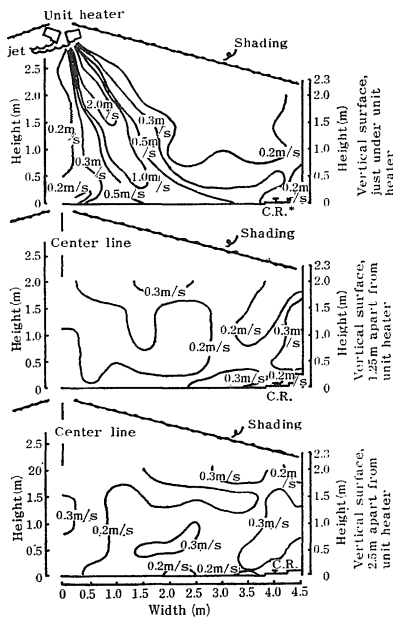 Unit heater
jet
Shading
2.5
2.0
1.5
1.0
0.5
0
Height(m)
2.0m/s
0.3m/s
0.2m/s
0.5m/s
0.3m/s
1.0m/s
0.2m/s
0.2m/s
0.5m/s
0.2m/s
C.R.*
2.3
2.0
1.5
1.0
0.5
0
Height(m)
Vertical surface, just under unit heater
Center line
Shading
2.5
2.0
1.5
1.0
0.5
0
Height(m)
0.3m/s
0.2m/s
0.2m/s
0.3m/s
0.3m/s
0.2m/s
C.R.
2.3
2.0
1.5
1.0
0.5
0
Height(m)
Vertical surface, 1.25m apart from unit heater
Center line
Shading
2.5
20
1.5
1.0
0.5
0
Height(m)
0.3m/s
0.2m/s
0.3m/s
0.2m/s
0.3m/s
0.3m/s
0.2m/s
0.2m/s
C.R.
2.3
2.0
1.5
1.0
0.5
0
Height(m)
Vertical surface, 2.5m apart from unit heater
0 0.5 1.0 1.5 2.0 2.5 3.0 3.5 4.0 4.5
Width (m)